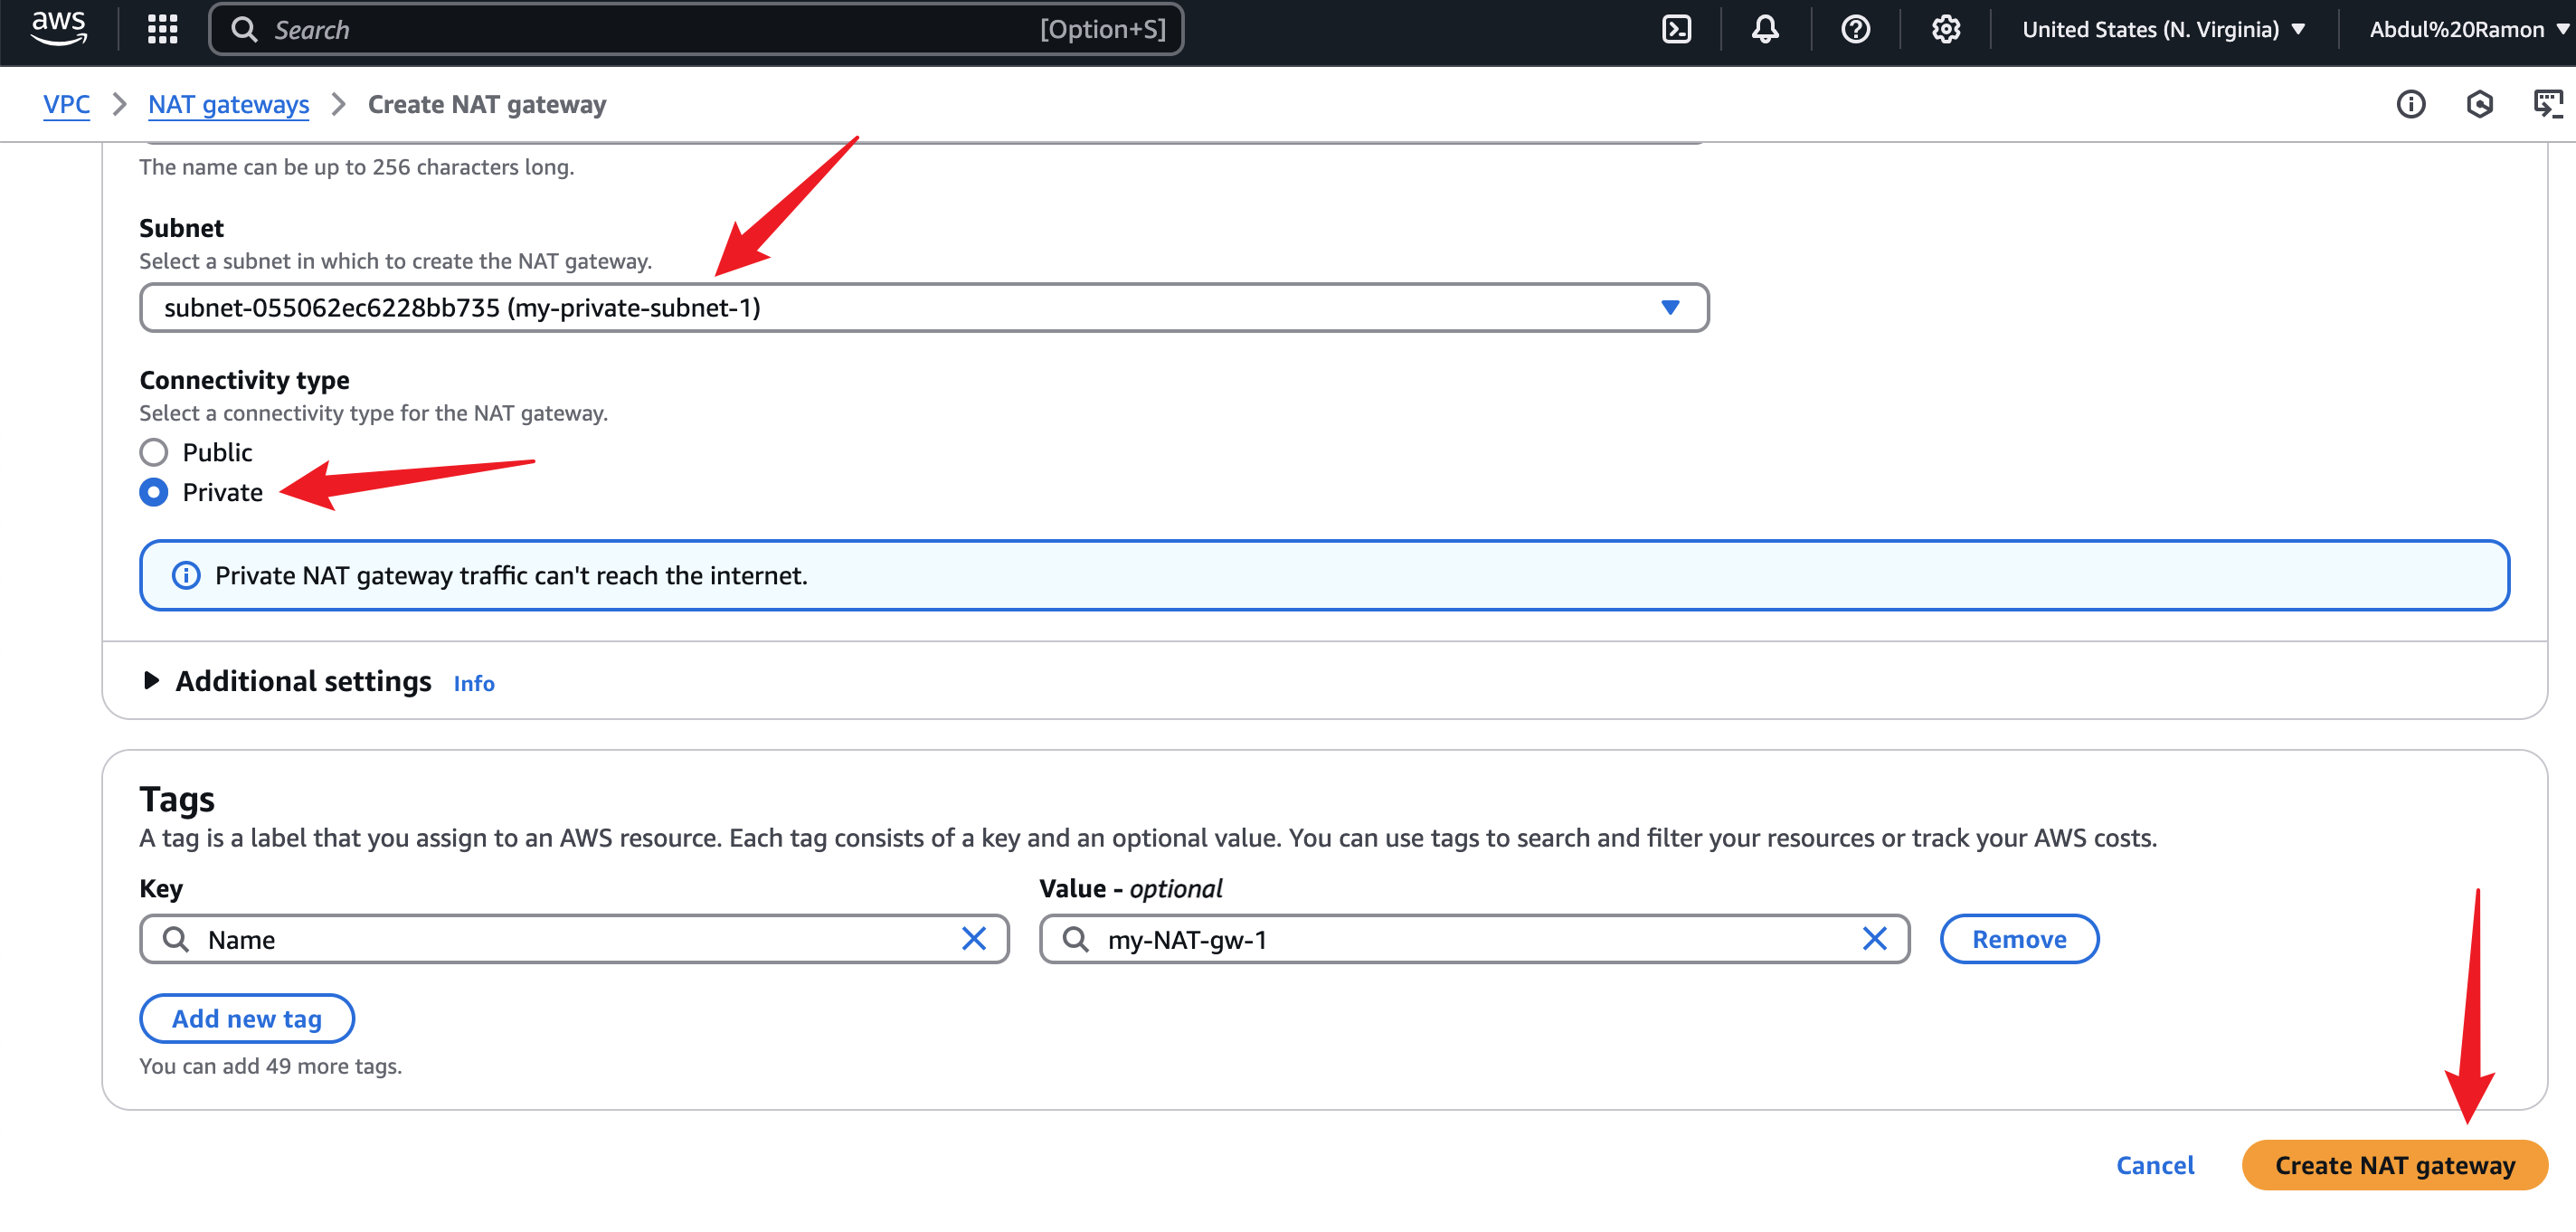 aws
Search [Option+S]
United States (N. Virginia)
Abdul%20Ramon
VPC
NAT gateways
Create NAT gateway
The name can be up to 256 characters long.
Subnet
Select a subnet in which to create the NAT gateway.
subnet-055062ec6228bb735 (my-private-subnet-1)
Connectivity type
Select a connectivity type for the NAT gateway.
Public
Private
Private NAT gateway traffic can't reach the internet.
Additional settings Info
Tags
A tag is a label that you assign to an AWS resource. Each tag consists of a key and an optional value. You can use tags to search and filter your resources or track your AWS costs.
Key
Value - optional
Name
my-NAT-gw-1
Remove
Add new tag
You can add 49 more tags.
Cancel
Create NAT gateway